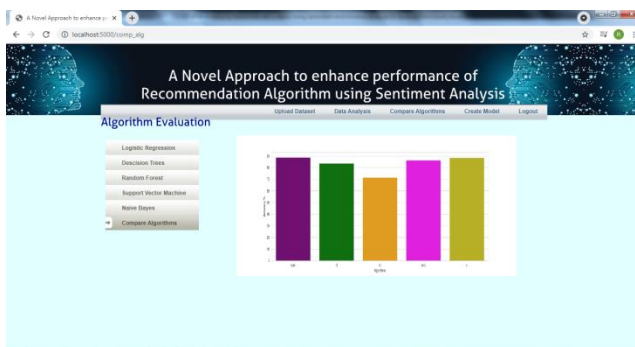 A Novel Approach to enhance p
localhost:5000/comp_alg
A Novel Approach to enhance performance of
Recommendation Algorithm using Sentiment Analysis
Upload Dataset Data Analysis Compare Algorithms Create Model Logout
Algorithm Evaluation
Logistic Regression
Descision Trees
Random Forest
Support Vector Machine
Naive Bayes
Compare Algorithms